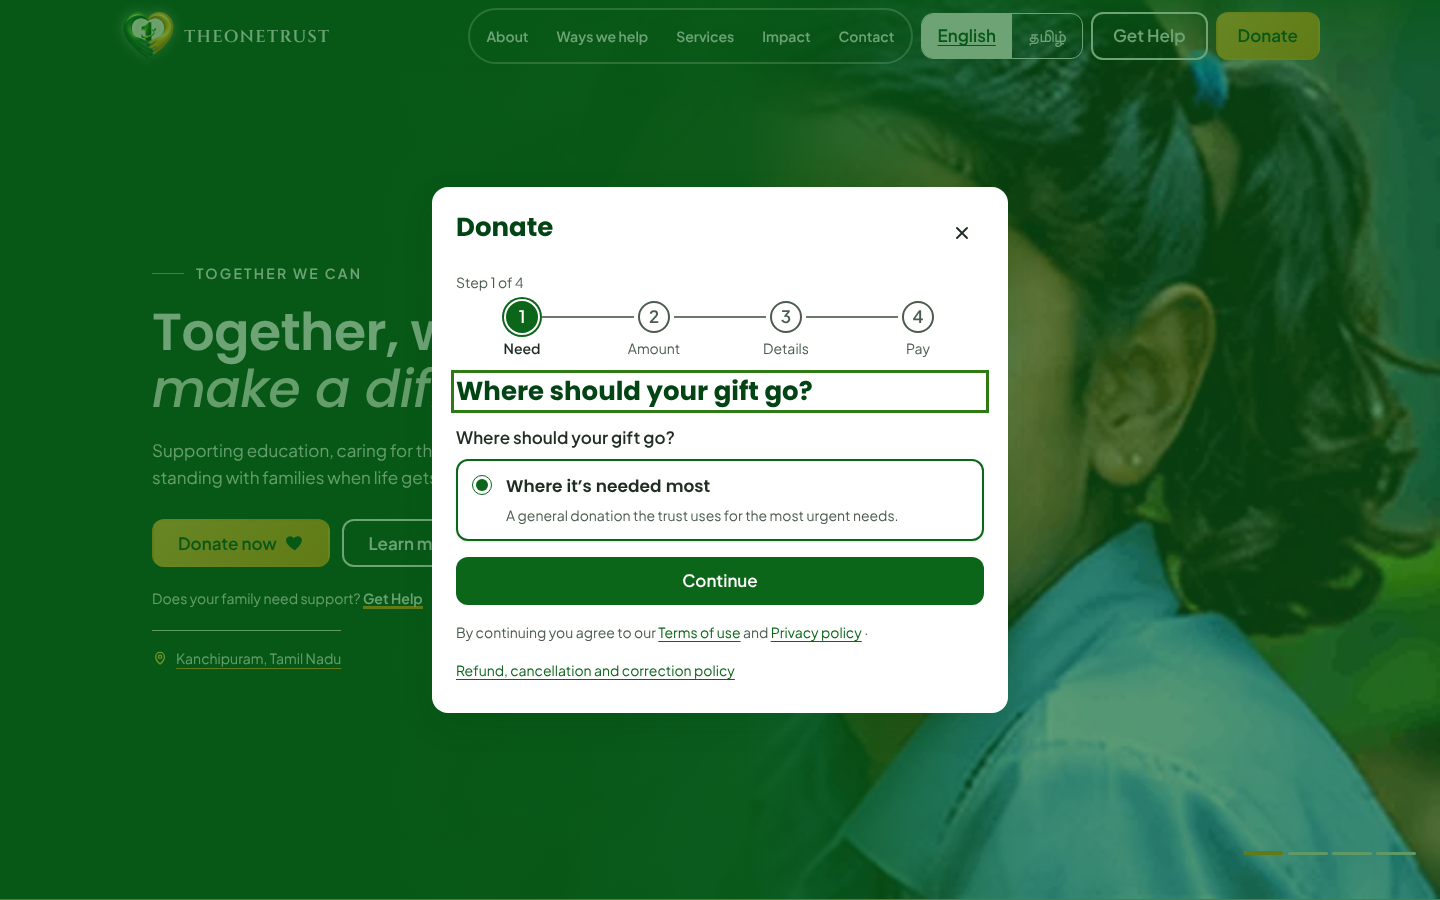 THEONETRUST
About
Ways we help
Services
Impact
Contact
English
தமிழ்
Get Help
Donate
TOGETHER WE CAN
Together, w
make a dif
Supporting education, caring for th
standing with families when life gets
Donate now
Learn m
Does your family need support? Get Help
Kanchipuram, Tamil Nadu
Donate
Step 1 of 4
1
2
3
4
Need
Amount
Details
Pay
Where should your gift go?
Where should your gift go?
Where it's needed most
A general donation the trust uses for the most urgent needs.
Continue
By continuing you agree to our Terms of use and Privacy policy ·
Refund, cancellation and correction policy